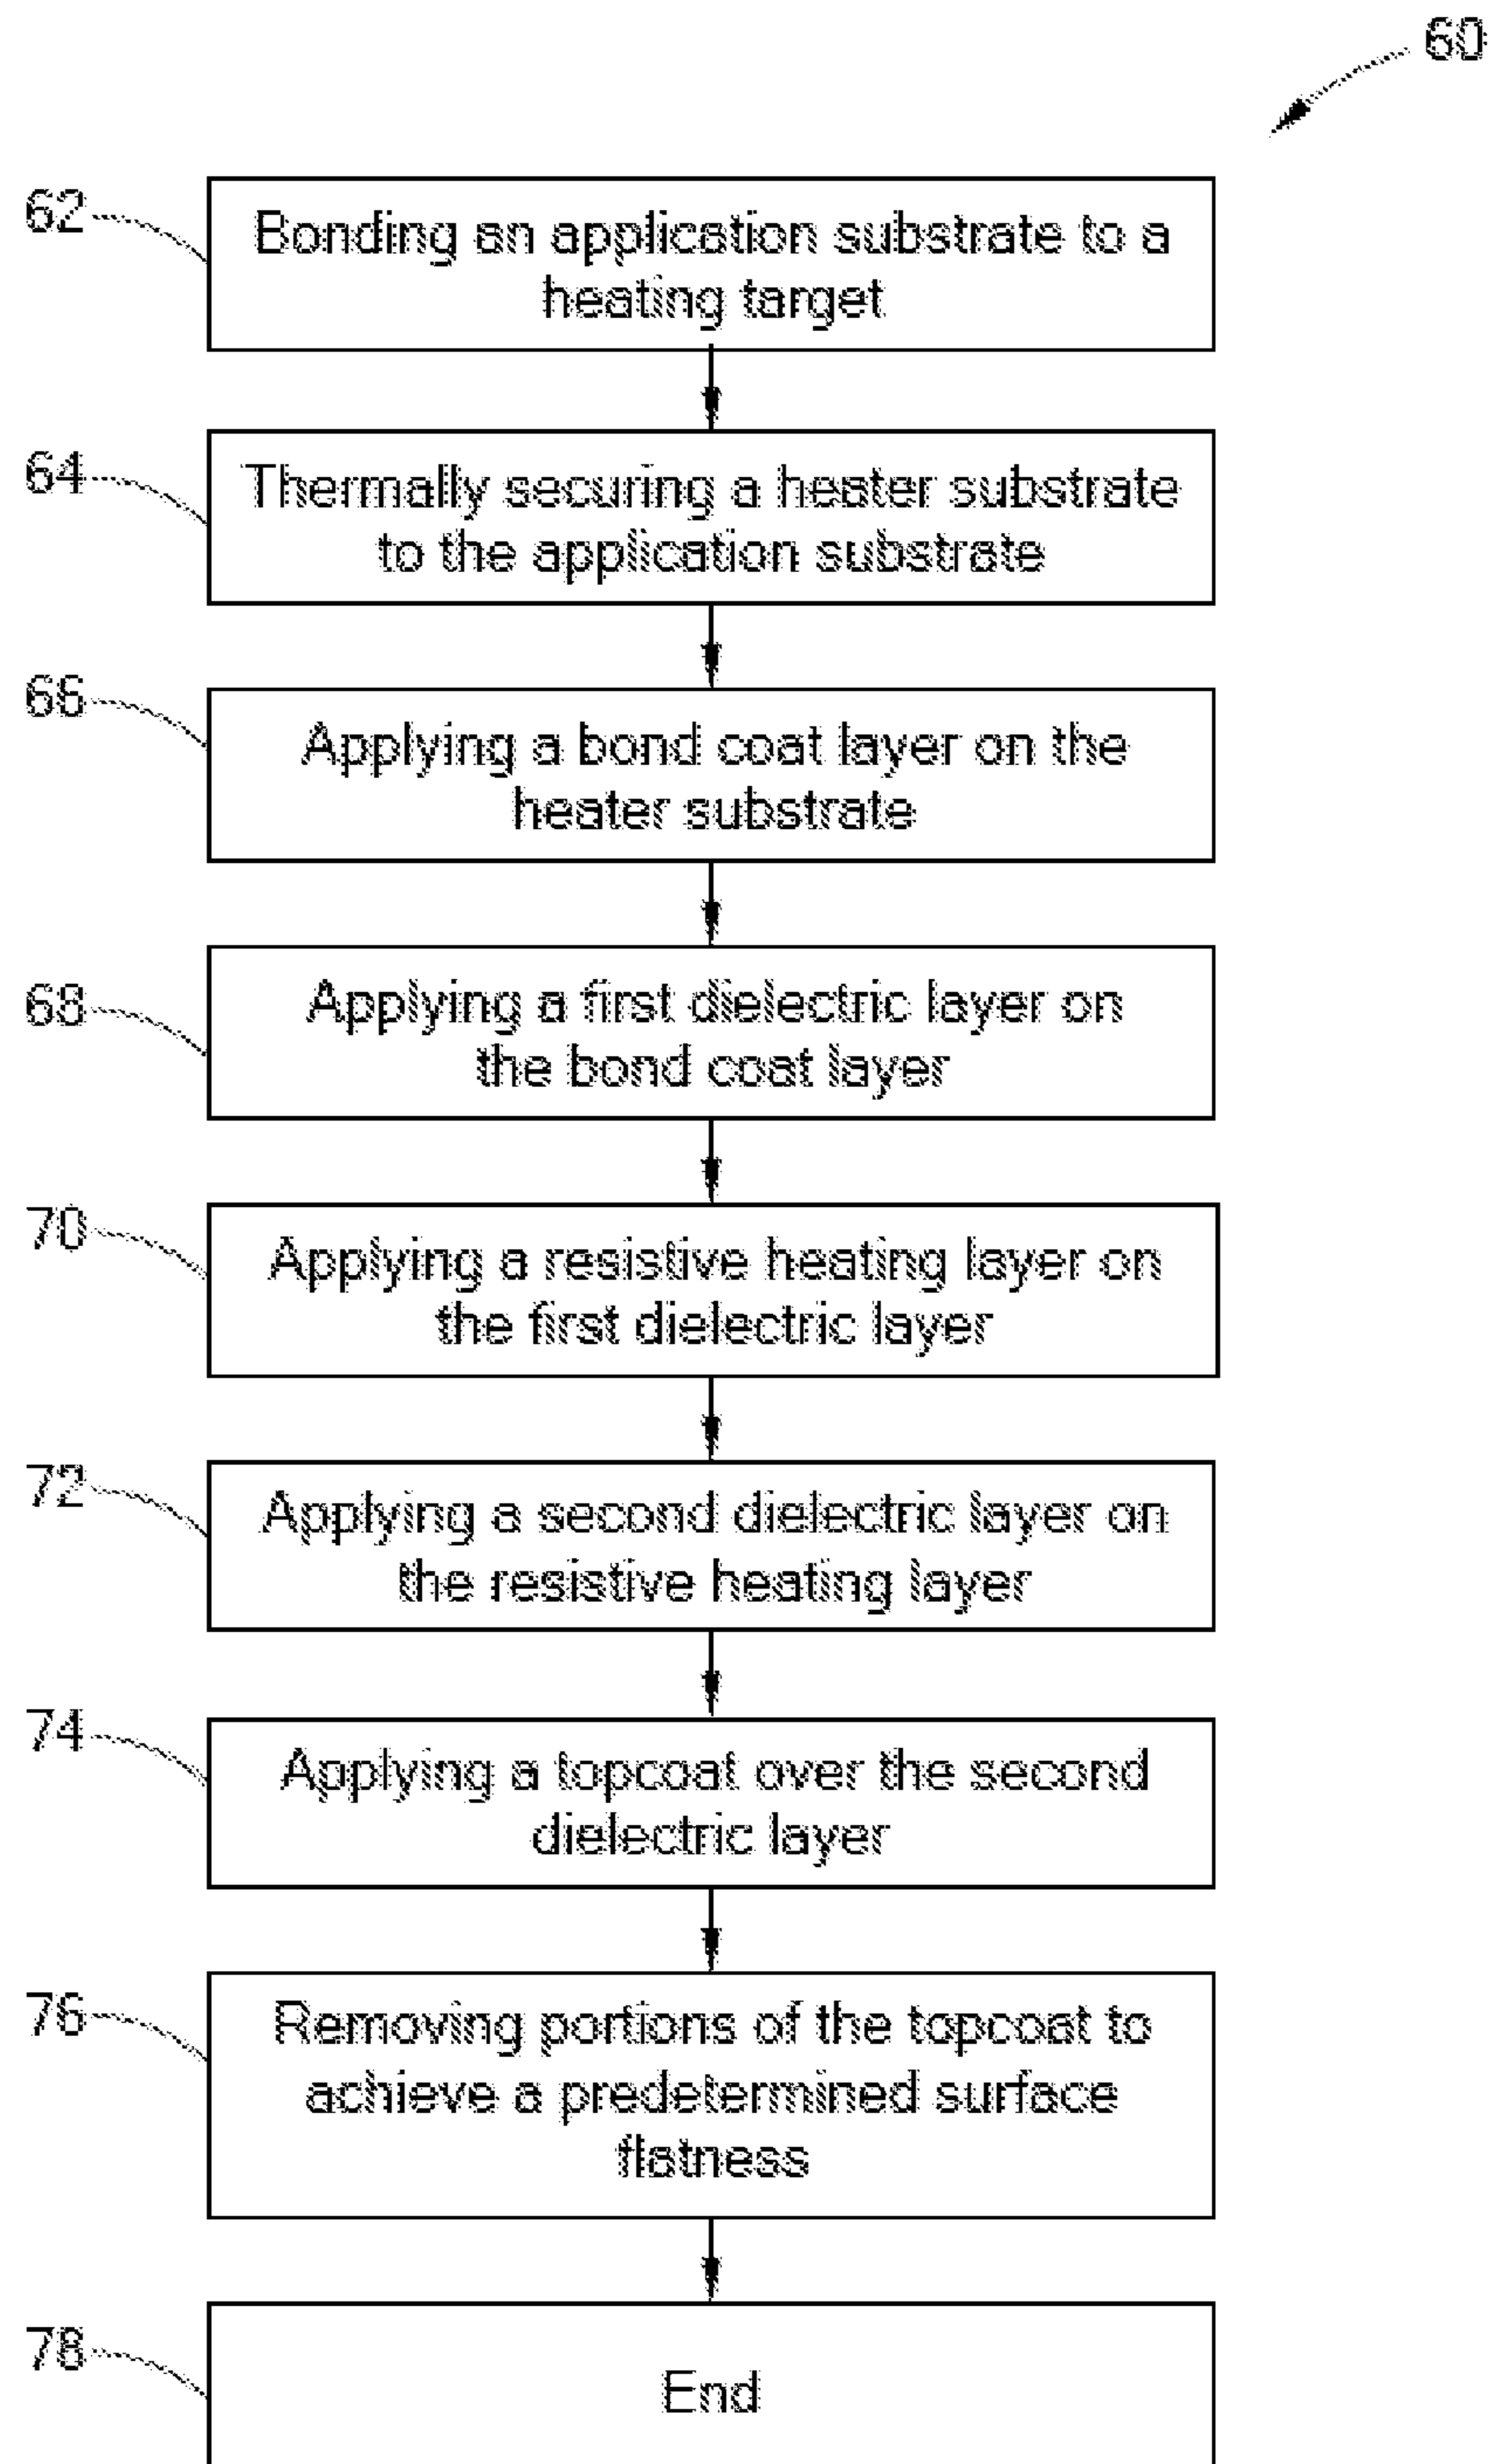 60
62
Bonding an application substrate to a
heating target
64
Thermally securing a heater substrate
to the application substrate
66
Applying a bond coat layer on the
heater substrate
68
Applying a first dielectric layer on
the bond coat layer
70
Applying a resistive heating layer on
the first dielectric layer
72
Applying a second dielectric layer on
the resistive heating layer
74
Applying a topcoat over the second
dielectric layer
76
Removing portions of the topcoat to
achieve a predetermined surface
flatness
78
End